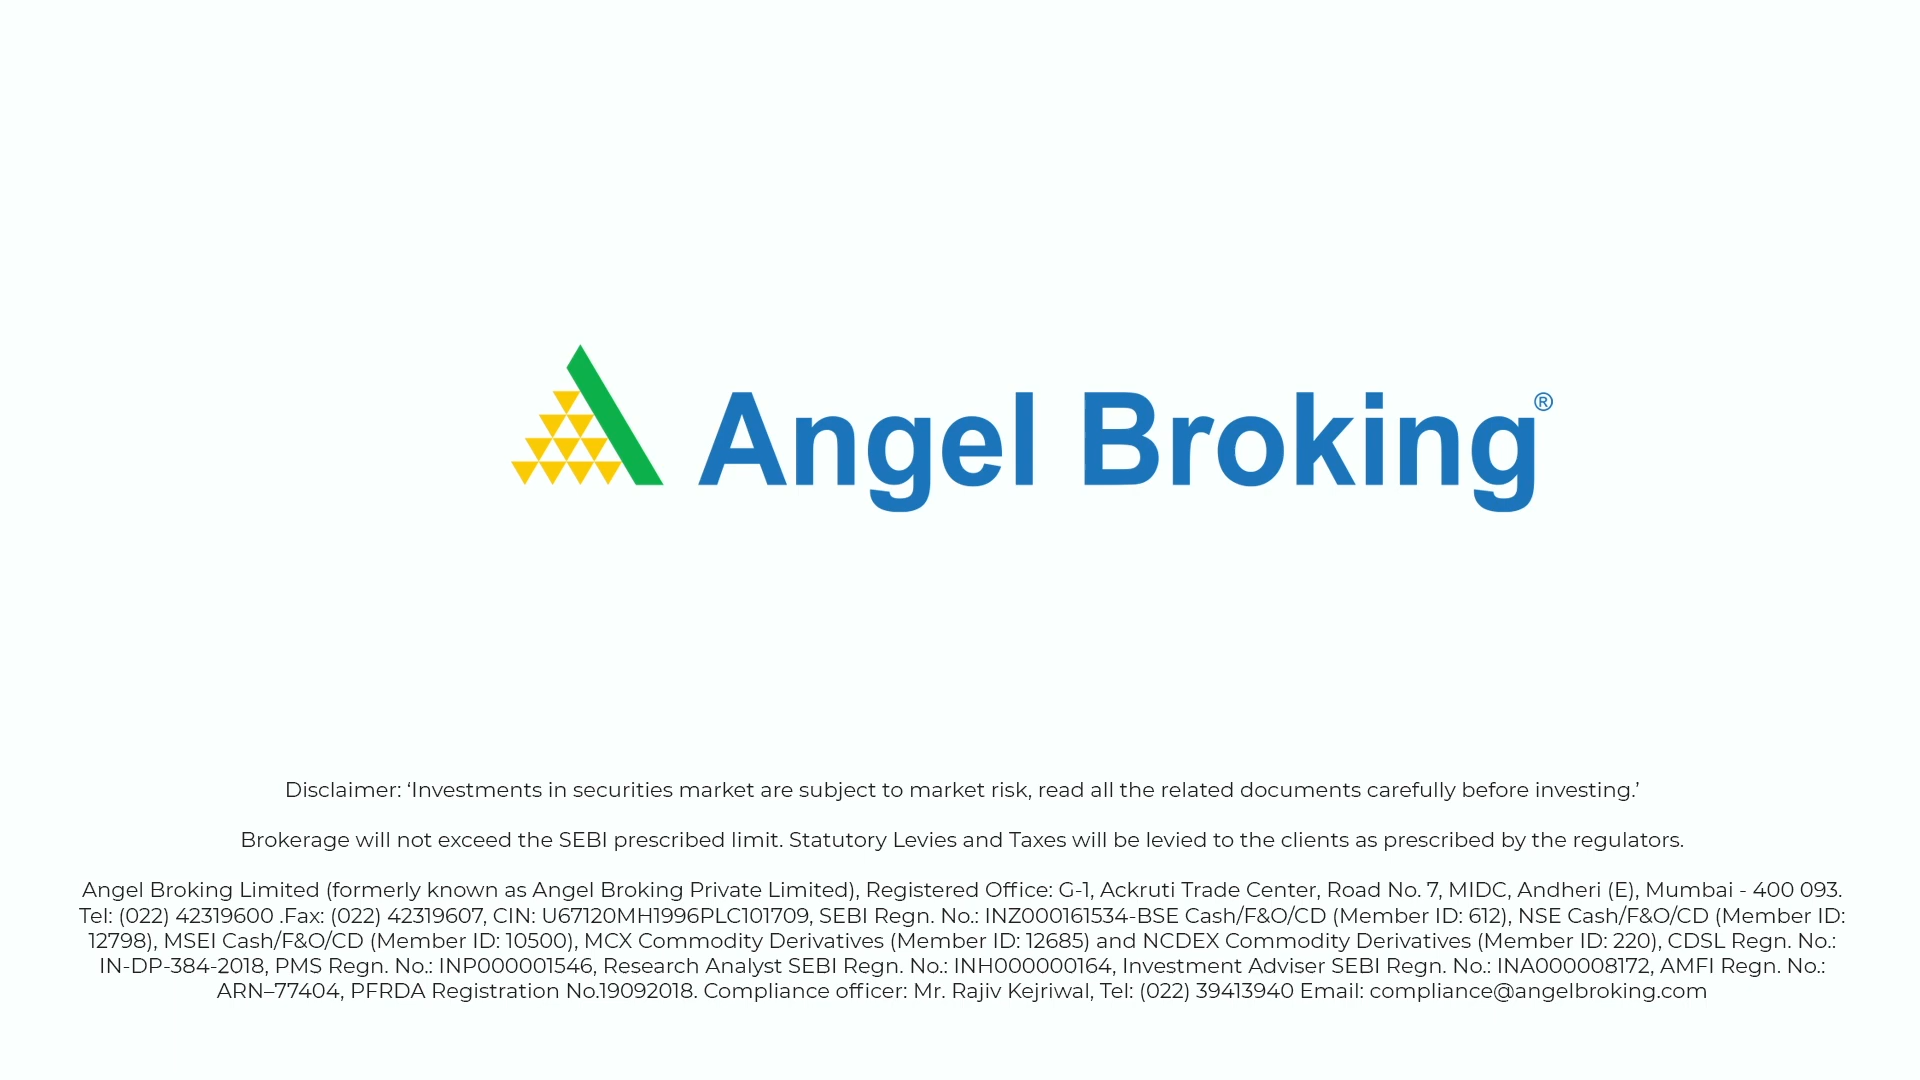 Angel Broking®
Disclaimer: ‘Investments in securities market are subject to market risk, read all the related documents carefully before investing.’
Brokerage will not exceed the SEBI prescribed limit. Statutory Levies and Taxes will be levied to the clients as prescribed by the regulators.
Angel Broking Limited (formerly known as Angel Broking Private Limited), Registered Office: G-1, Ackruti Trade Center, Road No. 7, MIDC, Andheri (E), Mumbai - 400 093.
Tel: (022) 42319600 .Fax: (022) 42319607, CIN: U67120MH1996PLC101709, SEBI Regn. No.: INZ000161534-BSE Cash/F&O/CD (Member ID: 612), NSE Cash/F&O/CD (Member ID:
12798), MSEI Cash/F&O/CD (Member ID: 10500), MCX Commodity Derivatives (Member ID: 12685) and NCDEX Commodity Derivatives (Member ID: 220), CDSL Regn. No.:
IN-DP-384-2018, PMS Regn. No.: INP000001546, Research Analyst SEBI Regn. No.: INH000000164, Investment Adviser SEBI Regn. No.: INA000008172, AMFI Regn. No.:
ARN–77404, PFRDA Registration No.19092018. Compliance officer: Mr. Rajiv Kejriwal, Tel: (022) 39413940 Email: compliance@angelbroking.com